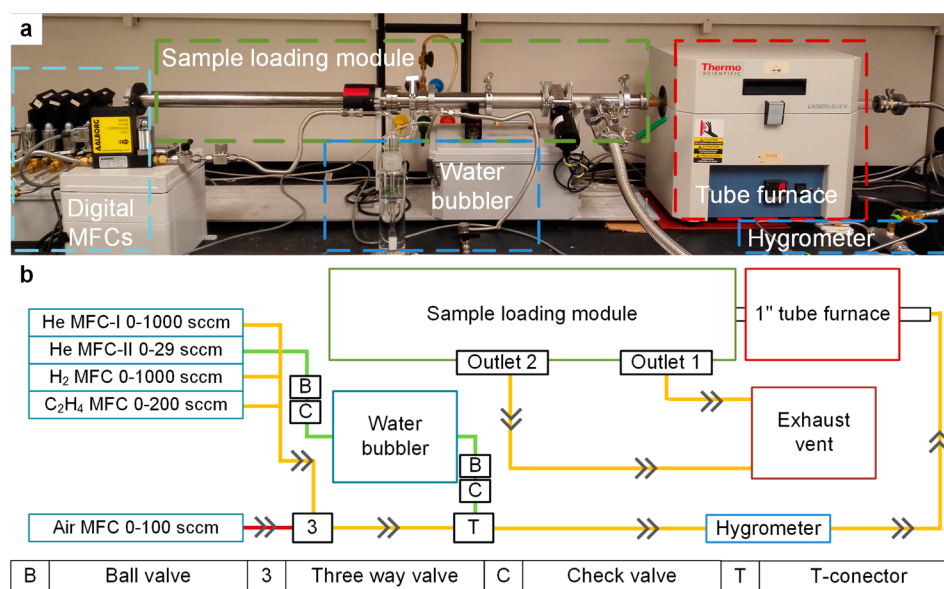 a
Sample loading module
Thermo
SCIENTIFIC
LINDBERG/BLUE M
AALBORG
Digital
MFCs
Water
bubbler
Tube furnace
Hygrometer
b
He MFC-I 0-1000 sccm
He MFC-II 0-29 sccm
H₂ MFC 0-1000 sccm
C₂H₄ MFC 0-200 sccm
Air MFC 0-100 sccm
B
C
Water
bubbler
B
C
3
T
Sample loading module
1" tube furnace
Outlet 2
Outlet 1
Exhaust
vent
Hygrometer
B Ball valve 3 Three way valve C Check valve T T-conector